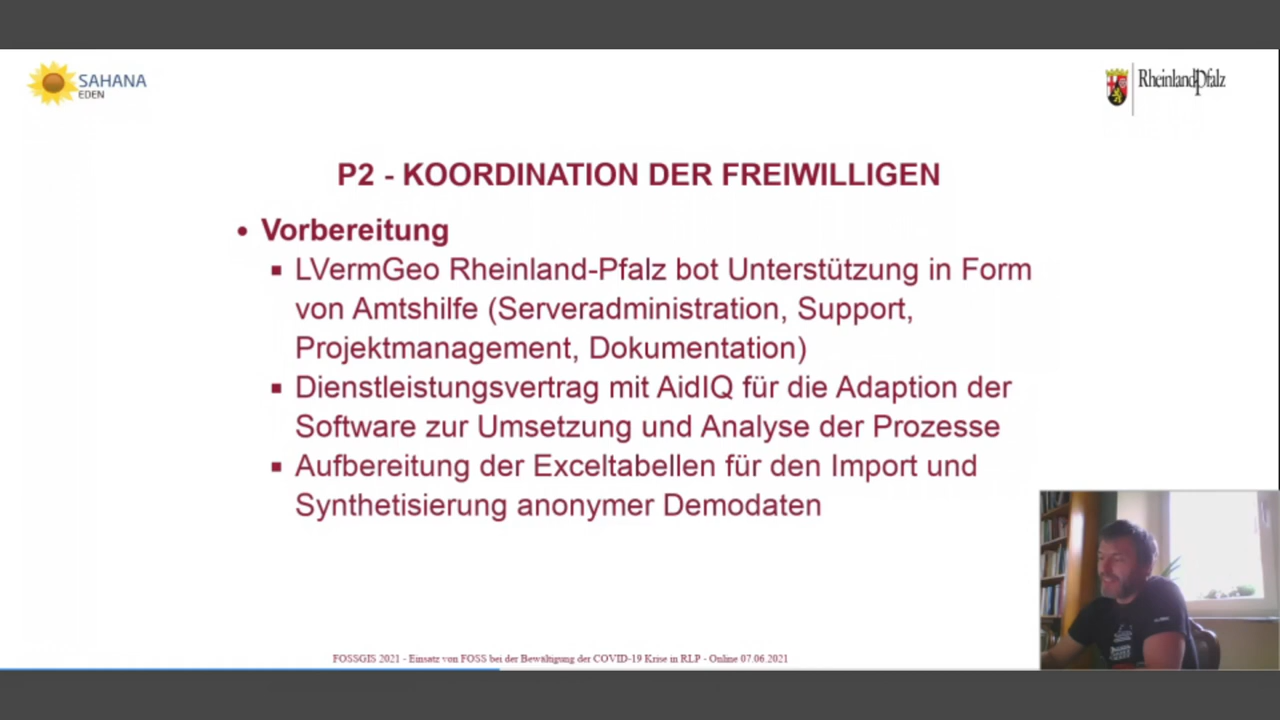 SAHANA
EDEN
RheinlandPfalz
P2 - KOORDINATION DER FREIWILLIGEN
• Vorbereitung
▪ LVermGeo Rheinland-Pfalz bot Unterstützung in Form
von Amtshilfe (Serveradministration, Support,
Projektmanagement, Dokumentation)
▪ Dienstleistungsvertrag mit AidIQ für die Adaption der
Software zur Umsetzung und Analyse der Prozesse
▪ Aufbereitung der Exceltabellen für den Import und
Synthetisierung anonymer Demodaten
FOSSGIS 2021 - Einsatz von FOSS bei der Bewältigung der COVID-19 Krise in RLP - Online 07.06.2021